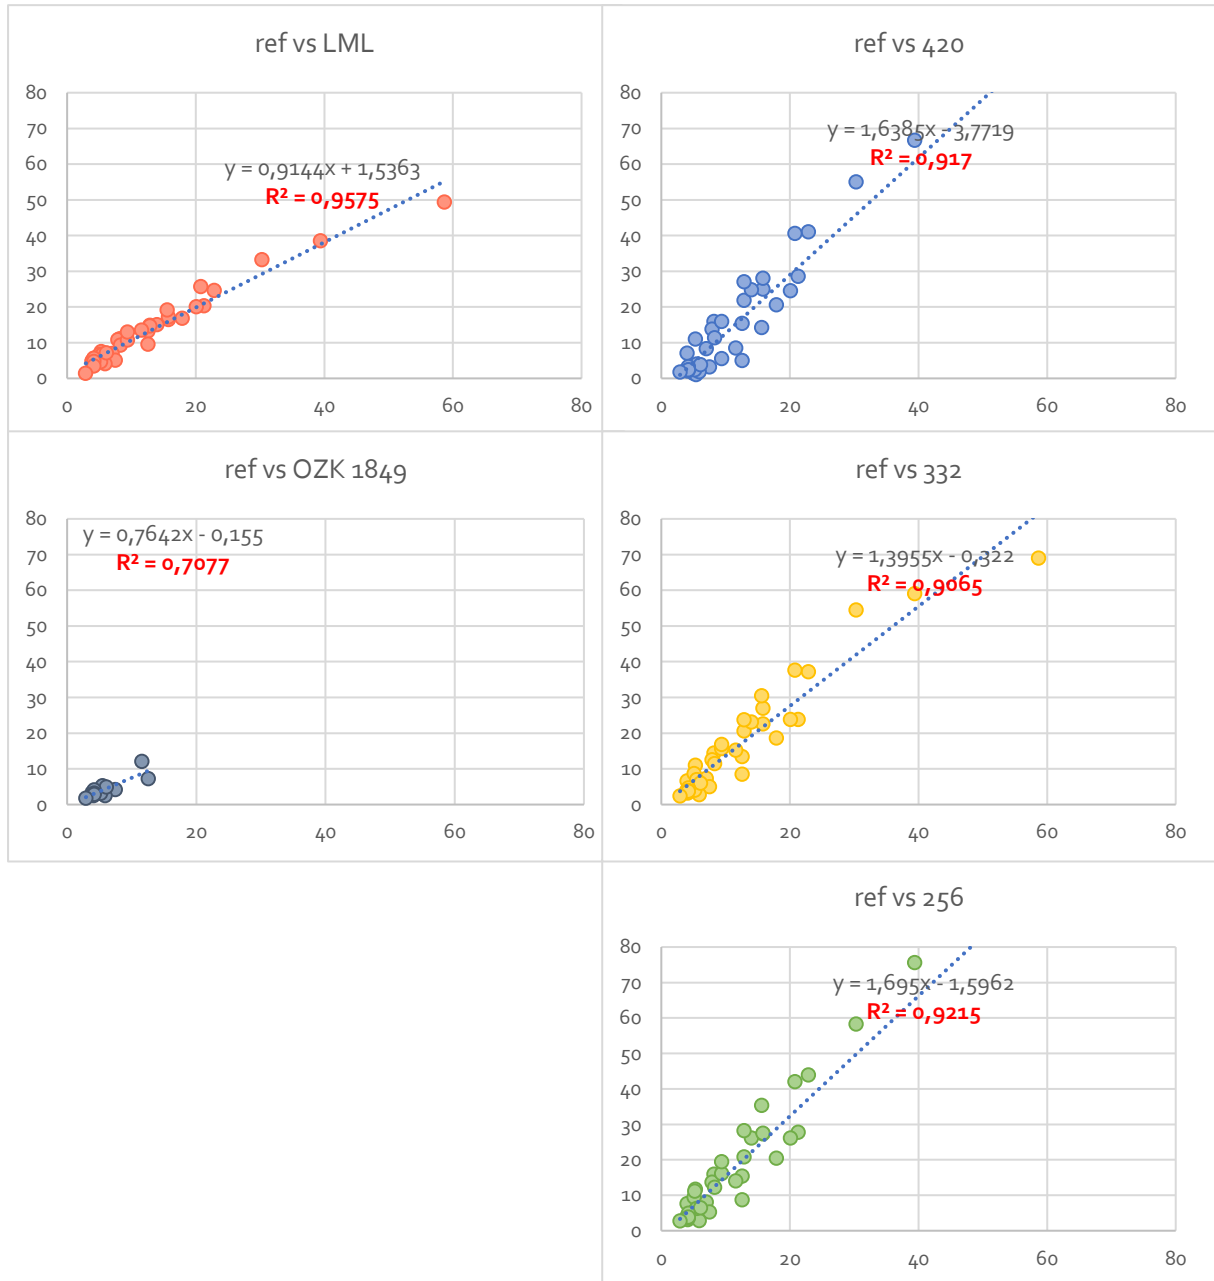 ref vs LML
80
70
60
50
40
30
20
10
0
0 20 40 60 80
y = 0,9144x + 1,5363
R² = 0,9575
ref vs 420
80
70
60
50
40
30
20
10
0
0 20 40 60 80
y = 1,6385x - 3,7719
R² = 0,917
ref vs OZK 1849
80
70
60
50
40
30
20
10
0
0 20 40 60 80
y = 0,7642x - 0,155
R² = 0,7077
ref vs 332
80
70
60
50
40
30
20
10
0
0 20 40 60 80
y = 1,3955x - 0,322
R² = 0,9065
ref vs 256
80
70
60
50
40
30
20
10
0
0 20 40 60 80
y = 1,695x - 1,5962
R² = 0,9215